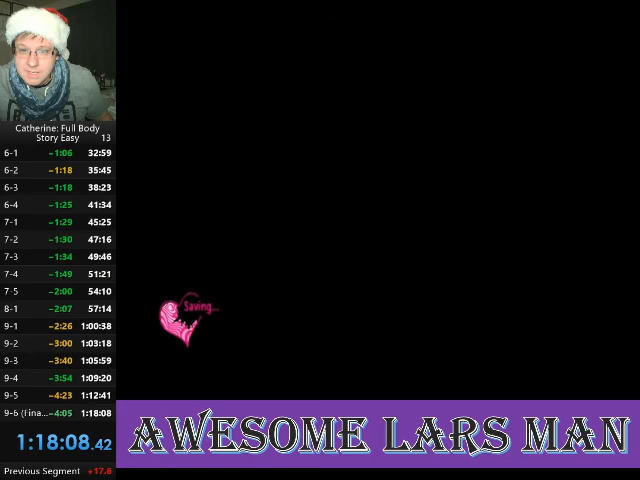 Catherine: Full Body
Story Easy 13
6-1 −1:06 32:59
6-2 −1:18 35:45
6-3 −1:18 38:23
6-4 −1:25 41:34
7-1 −1:29 45:25
7-2 −1:30 47:16
7-3 −1:34 49:46
7-4 −1:49 51:21
7-5 −2:00 54:10
8-1 −2:07 57:14
9-1 −2:26 1:00:38
9-2 −3:00 1:03:18
9-3 −3:40 1:05:59
9-4 −3:54 1:09:20
9-5 −4:23 1:12:41
9-6 (Fina... −4:05 1:18:08
1:18:08.42
Previous Segment +17.6
Saving...
AWESOME LARS MAN